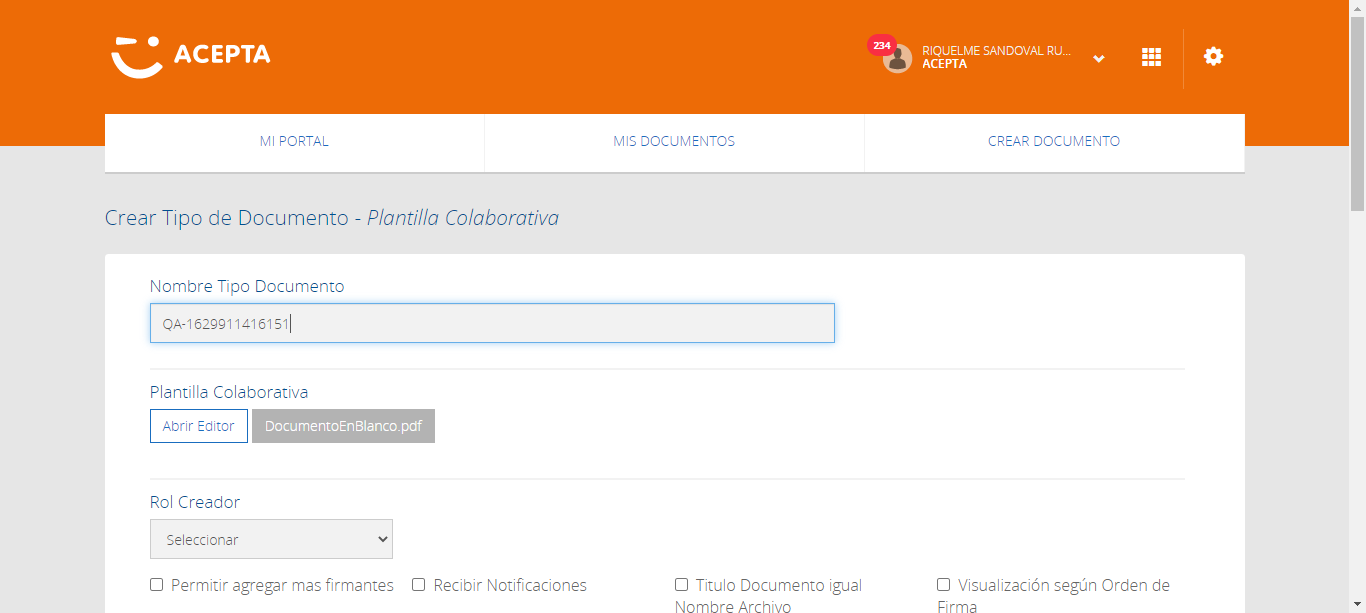 ACEPTA
234
RIQUELME SANDOVAL RU...
ACEPTA
MI PORTAL
MIS DOCUMENTOS
CREAR DOCUMENTO
Crear Tipo de Documento - Plantilla Colaborativa
Nombre Tipo Documento
QA-1629911416151
Plantilla Colaborativa
Abrir Editor
DocumentoEnBlanco.pdf
Rol Creador
Seleccionar
Permitir agregar mas firmantes
Recibir Notificaciones
Titulo Documento igual
Nombre Archivo
Visualización según Orden de
Firma